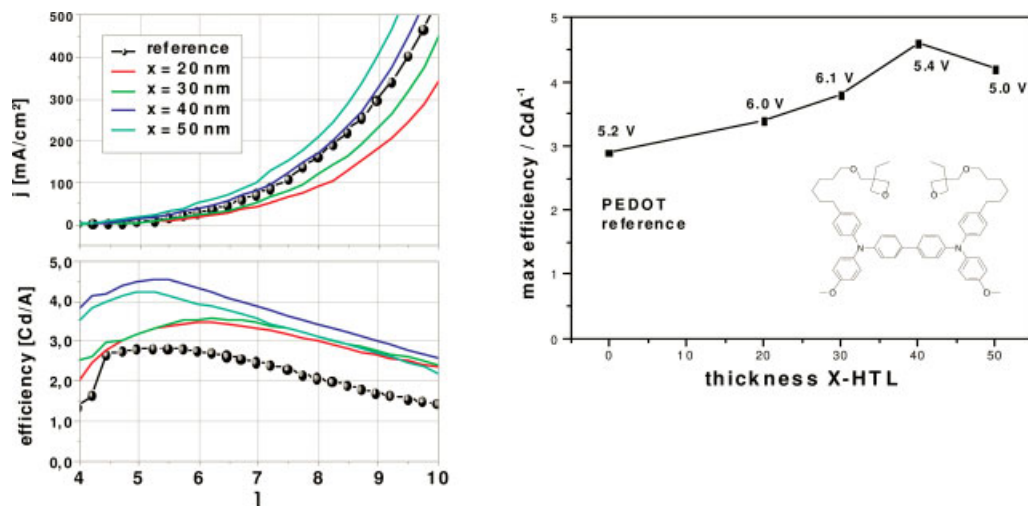 500
400
300
200
100
0
j [mA/cm²]
reference
x = 20 nm
x = 30 nm
x = 40 nm
x = 50 nm
5,0
4,0
3,0
2,0
1,0
0,0
efficiency [Cd/A]
4 5 6 7 8 9 10
]
5
4
3
2
1
0
max efficiency / CdA⁻¹
5.2 V
6.0 V
6.1 V
5.4 V
5.0 V
PEDOT
reference
O O
O O
N N
O O
0 10 20 30 40 50
thickness X-HTL